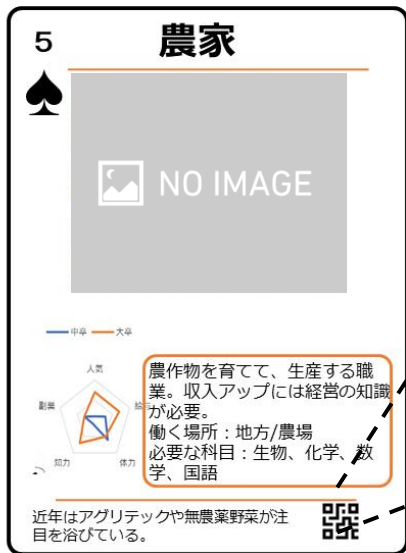 5
農家
NO IMAGE
中卒 大卒
人気
副業
給
知力
体力
農作物を育てて、生産する職
業。収入アップには経営の知識
が必要。
働く場所：地方/農場
必要な科目：生物、化学、数
学、国語
近年はアグリテックや無農薬野菜が注
目を浴びている。